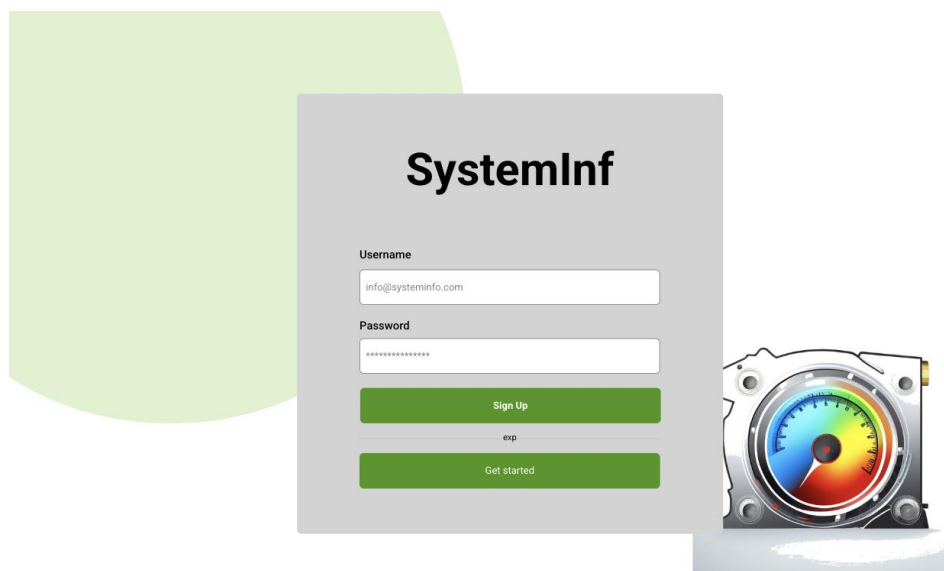 SystemInf
Username
info@systeminfo.com
Password
***************
Sign Up
exp
Get started